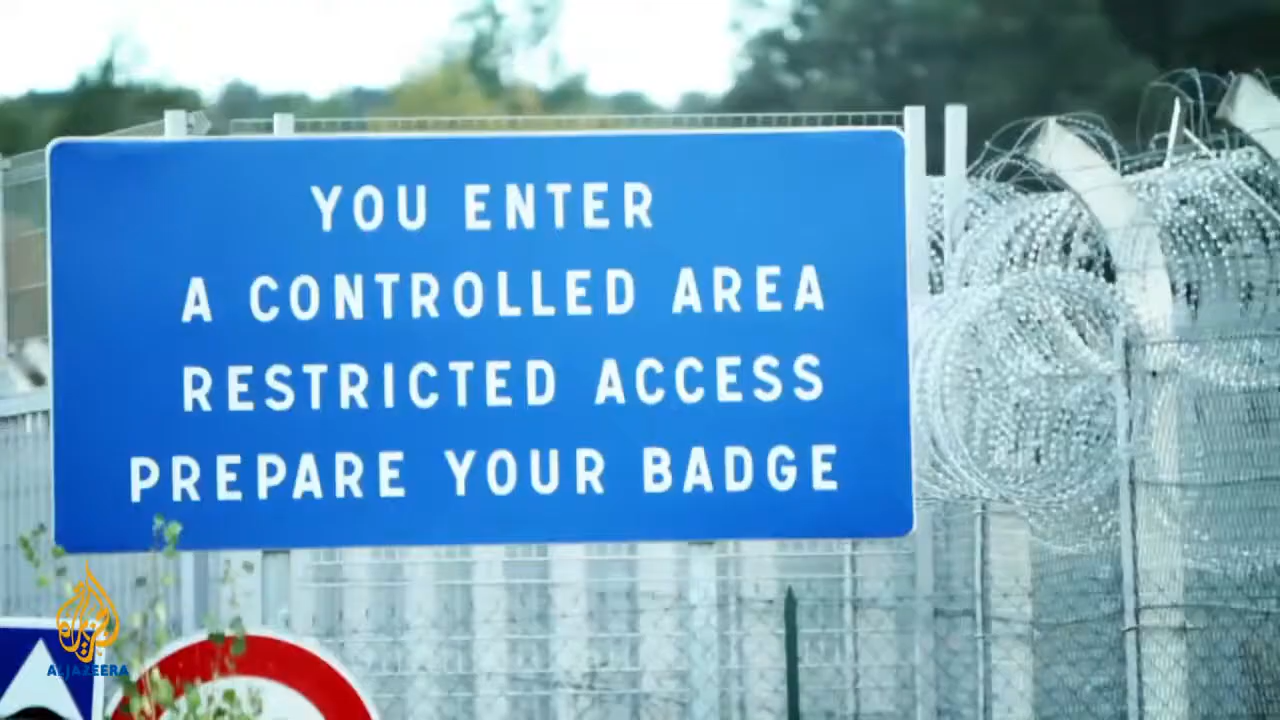 YOU ENTER
A CONTROLLED AREA
RESTRICTED ACCESS
PREPARE YOUR BADGE
ALJAZEERA